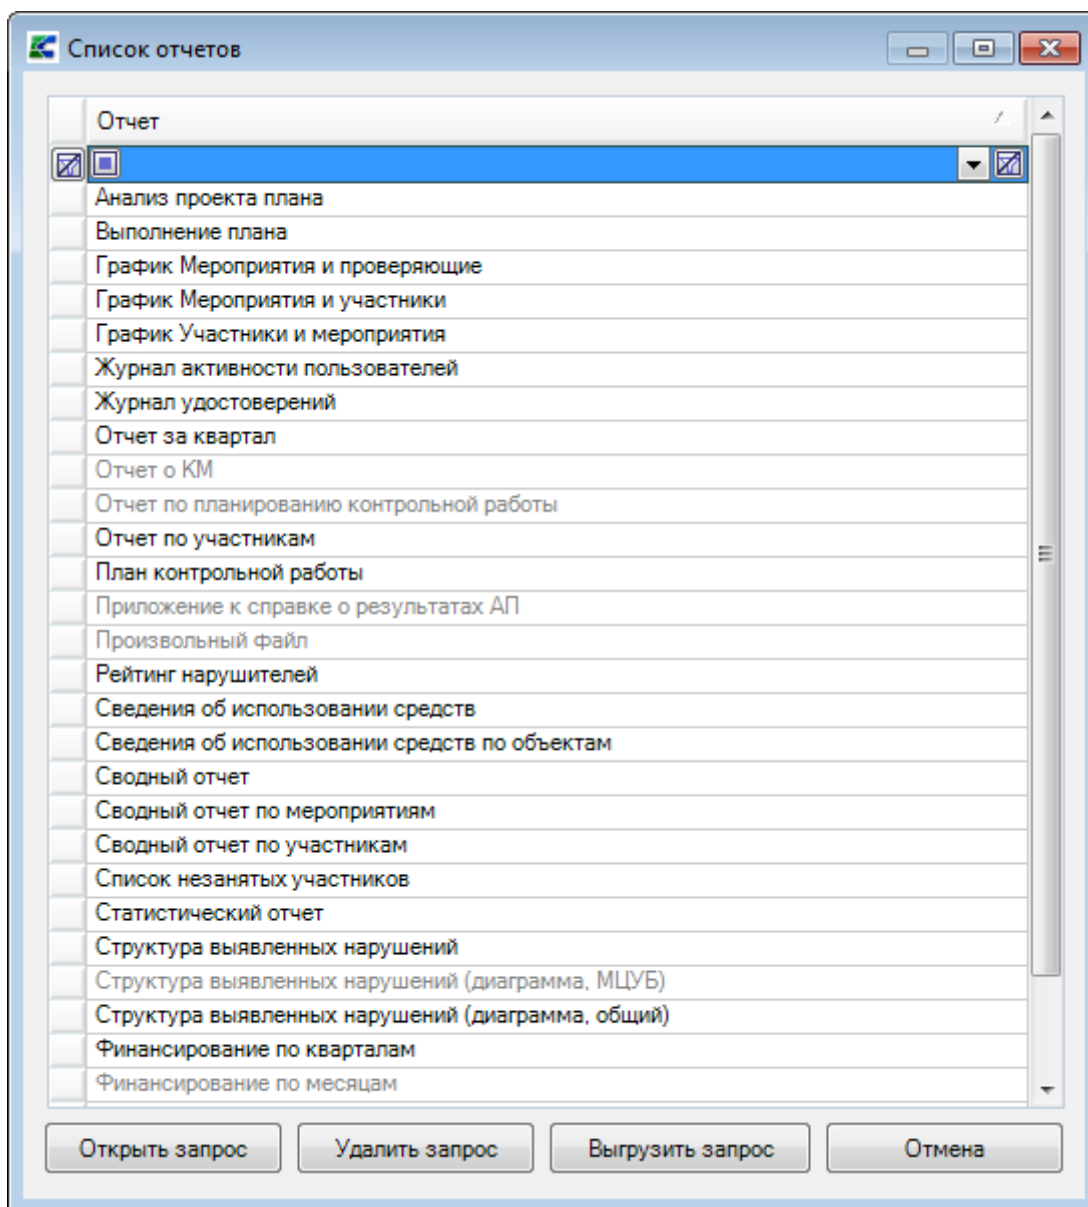 Список отчетов
Отчет
Анализ проекта плана
Выполнение плана
График Мероприятия и проверяющие
График Мероприятия и участники
График Участники и мероприятия
Журнал активности пользователей
Журнал удостоверений
Отчет за квартал
Отчет о КМ
Отчет по планированию контрольной работы
Отчет по участникам
План контрольной работы
Приложение к справке о результатах АП
Произвольный файл
Рейтинг нарушителей
Сведения об использовании средств
Сведения об использовании средств по объектам
Сводный отчет
Сводный отчет по мероприятиям
Сводный отчет по участникам
Список незанятых участников
Статистический отчет
Структура выявленных нарушений
Структура выявленных нарушений (диаграмма, МЦУБ)
Структура выявленных нарушений (диаграмма, общий)
Финансирование по кварталам
Финансирование по месяцам
Открыть запрос Удалить запрос Выгрузить запрос Отмена